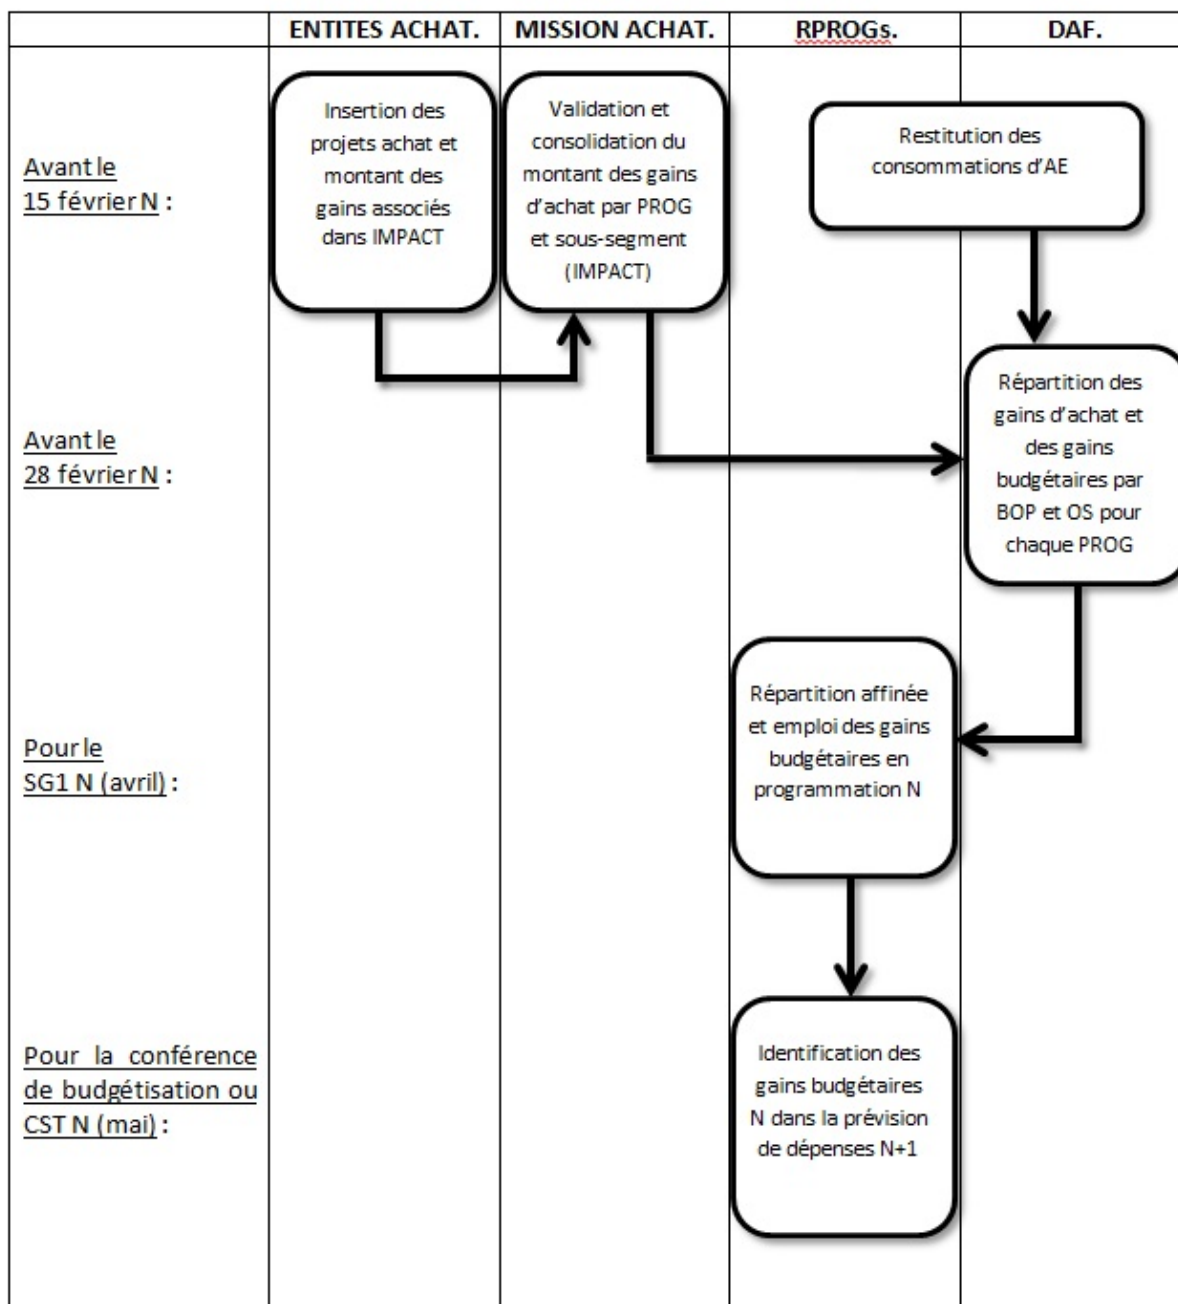 ENTITES ACHAT. MISSION ACHAT. RPROGs. DAF.
Avant le
15 février N :
Insertion des
projets achat et
montant des
gains associés
dans IMPACT
Validation et
consolidation du
montant des gains
d'achat par PROG
et sous-segment
(IMPACT)
Restitution des
consommations d'AE
Avant le
28 février N :
Répartition des
gains d'achat et
des gains
budgétaires par
BOP et OS pour
chaque PROG
Pour le
SG1 N (avril) :
Répartition affinée
et emploi des gains
budgétaires en
programmation N
Pour la conférence
de budgétisation ou
CST N (mai) :
Identification des
gains budgétaires
N dans la prévision
de dépenses N+1